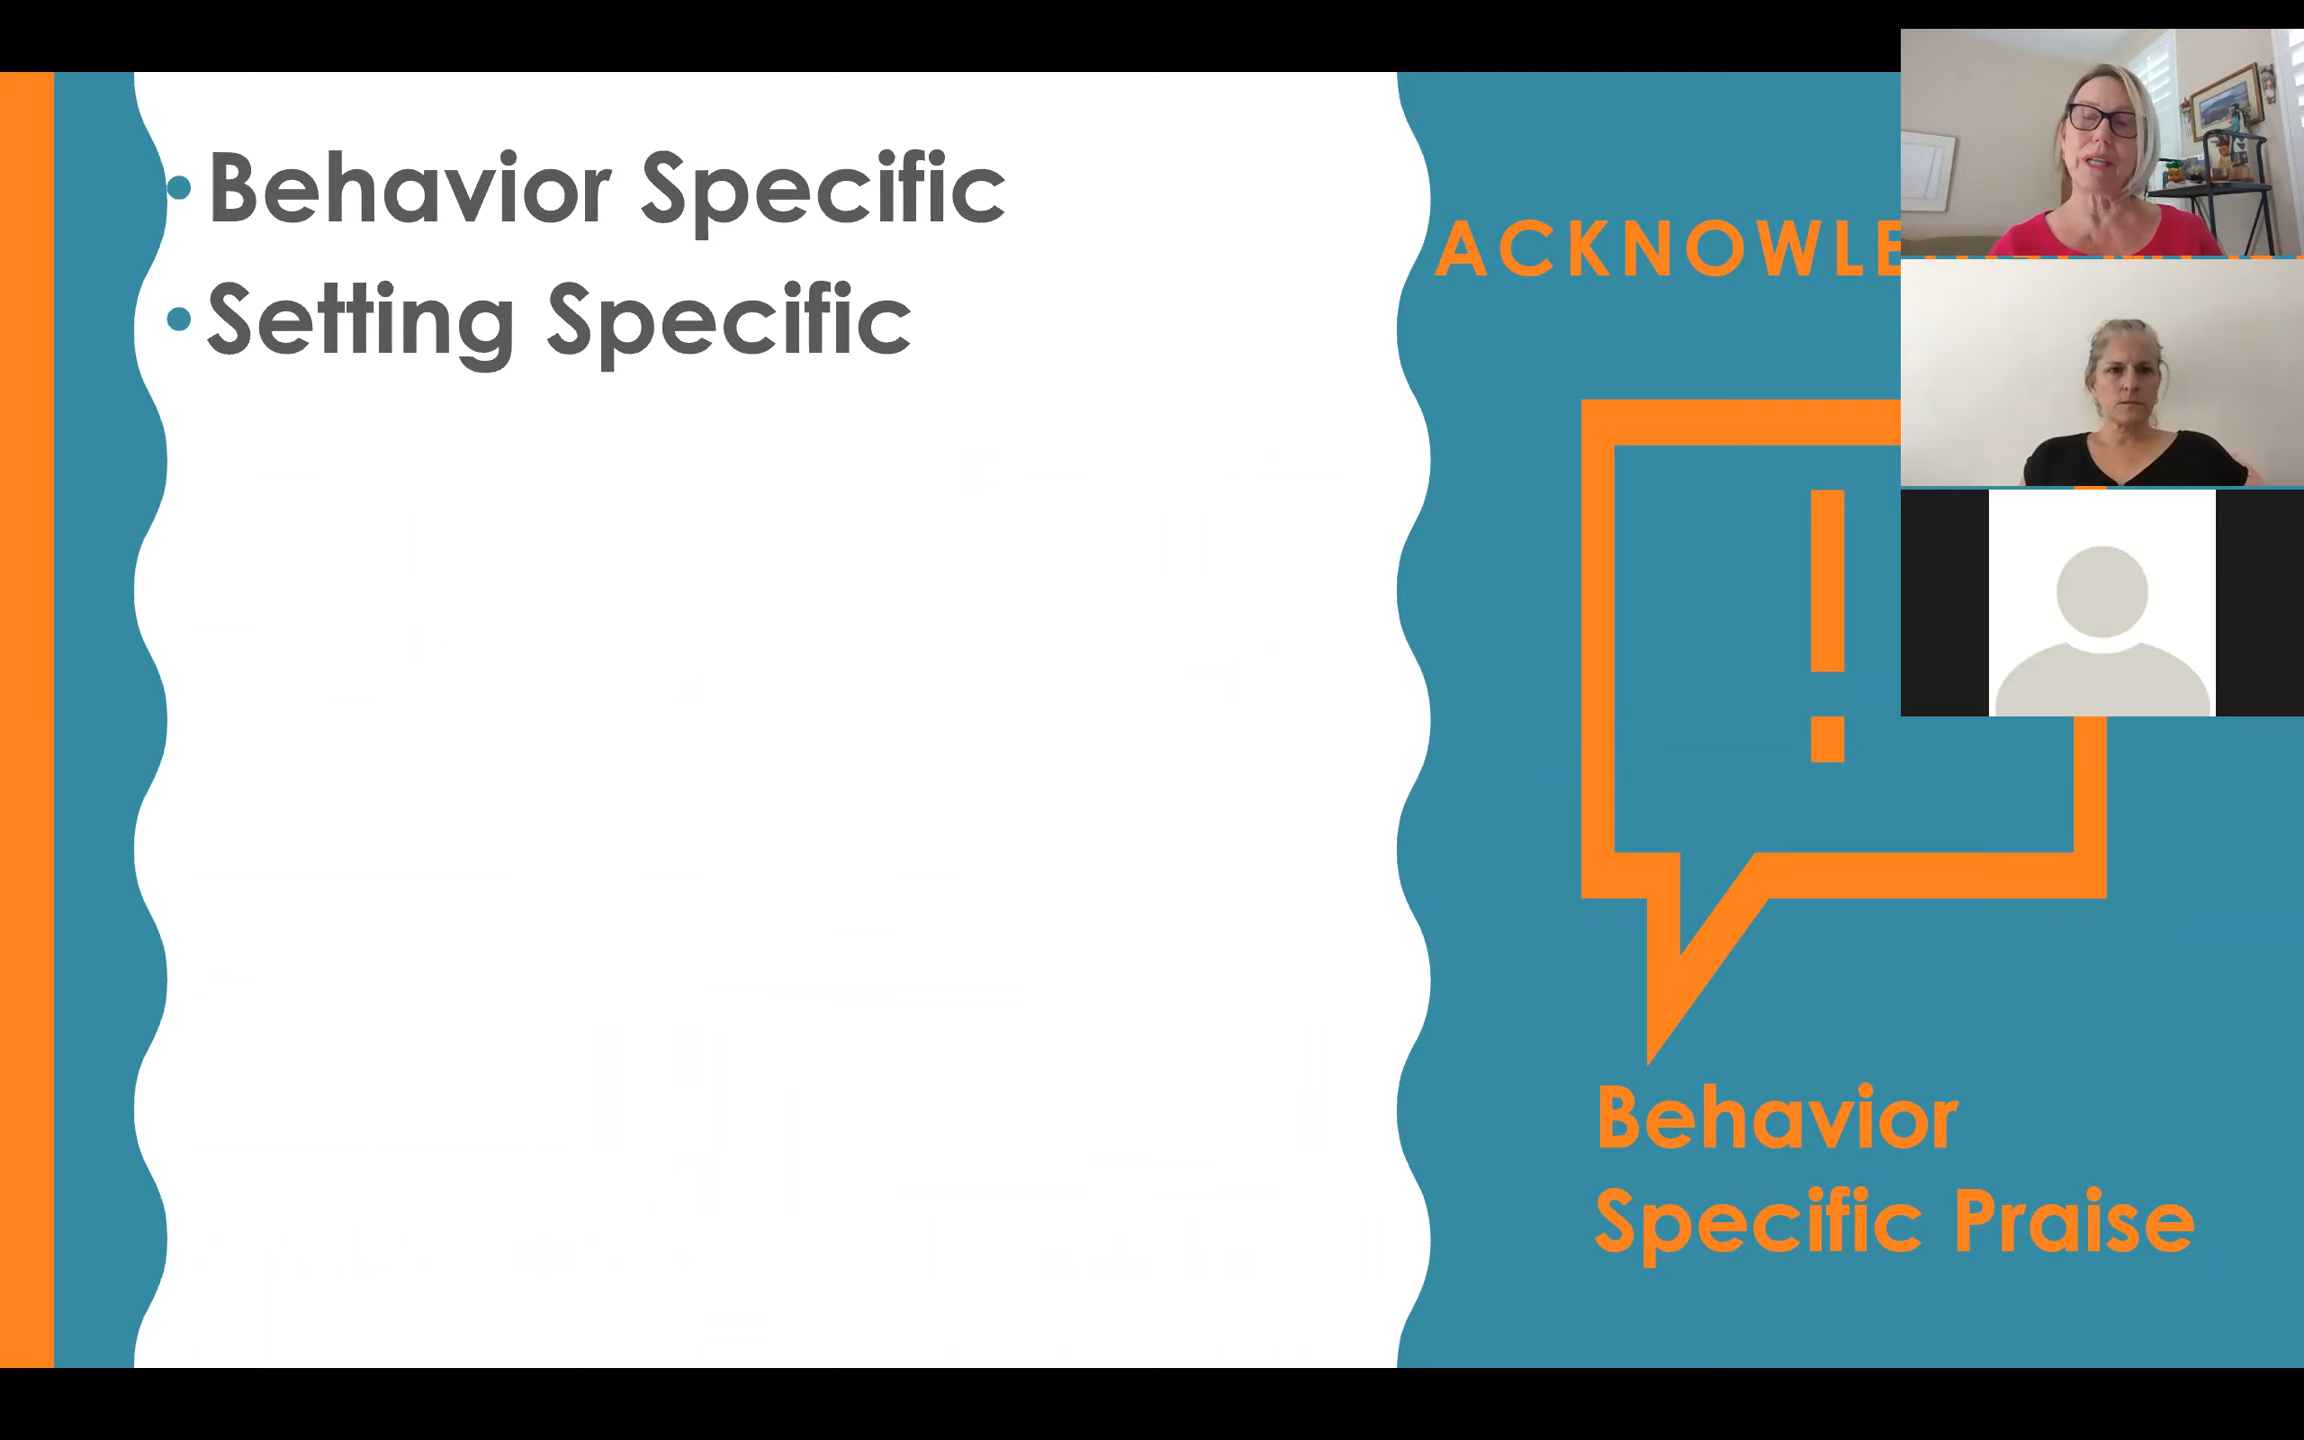 • Behavior Specific
• Setting Specific
ACKNOWLE
!
Behavior
Specific Praise